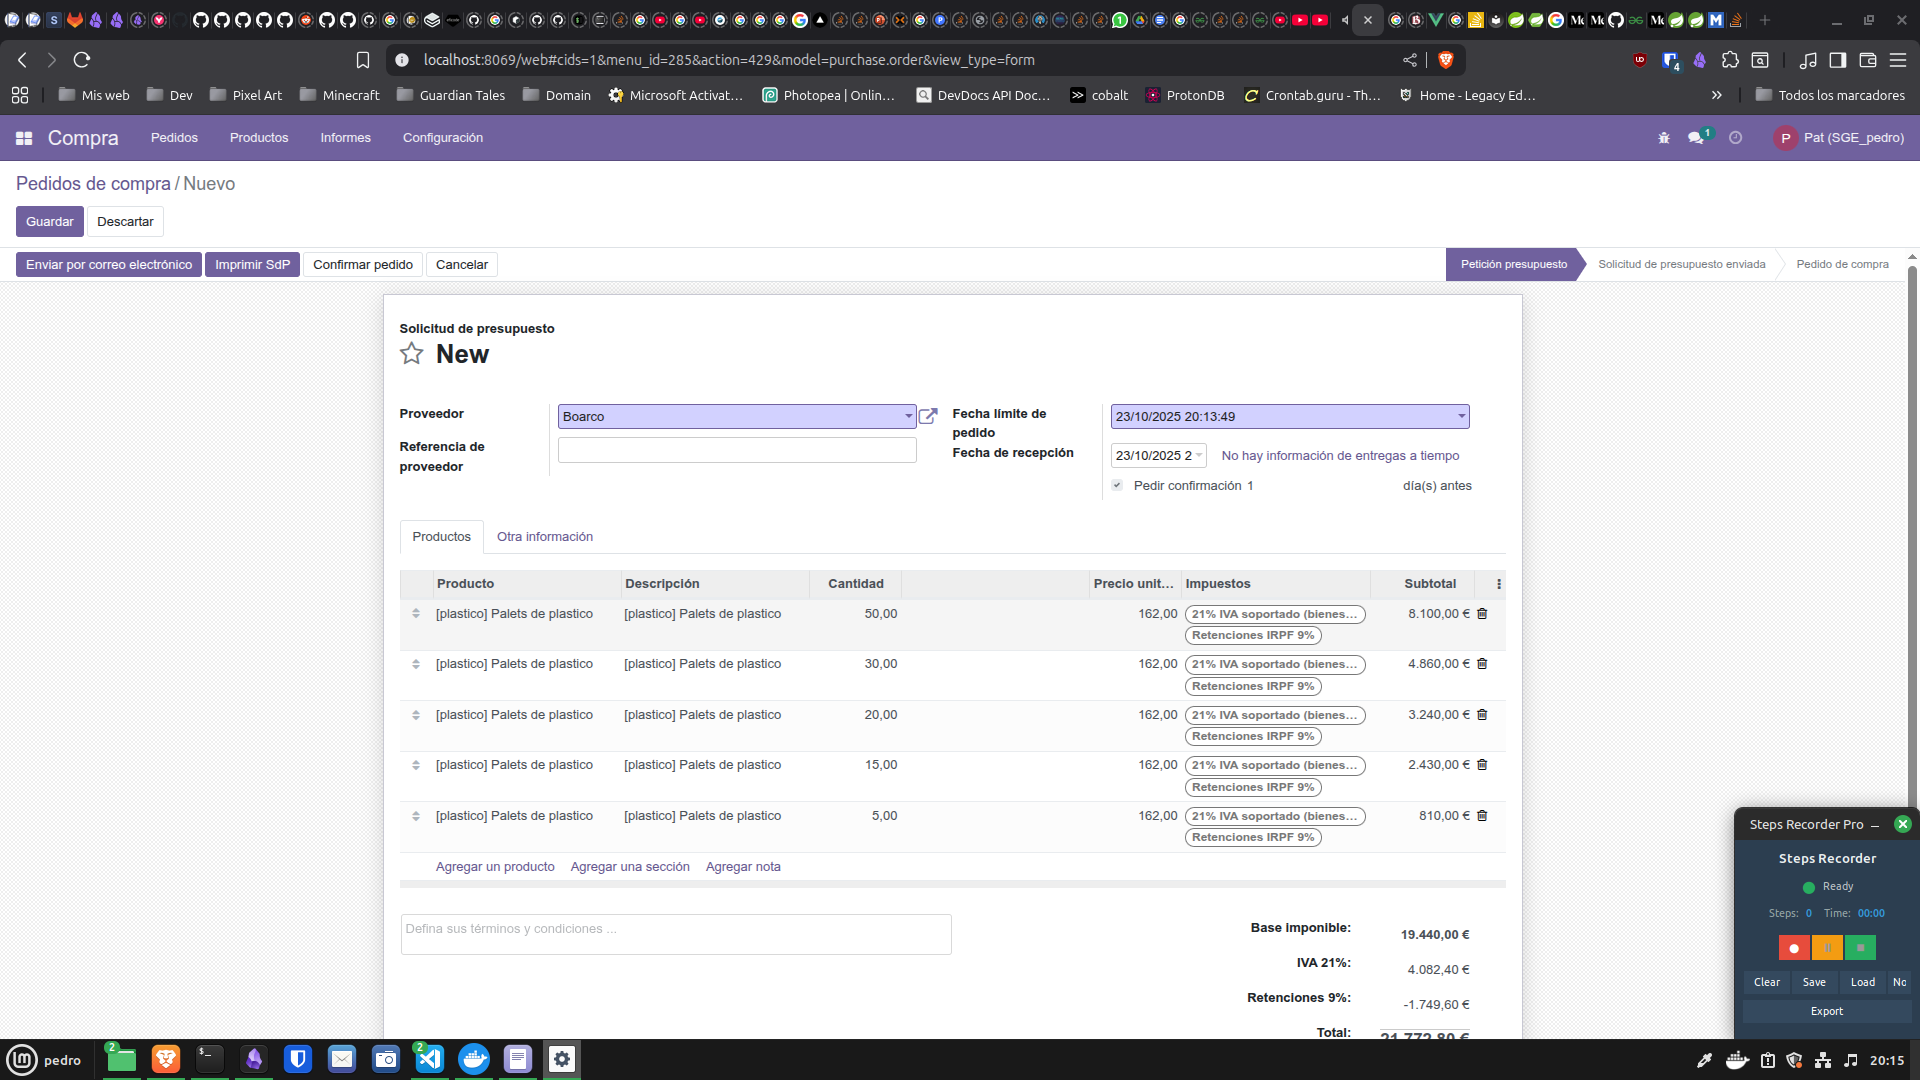 localhost:8069/web#cids=1&menu_id=285&action=429&model=purchase.order&view_type=form
4
Mis web
Dev
Pixel Art
Minecraft
Guardian Tales
Domain
Microsoft Activat...
Photopea | Onlin...
DevDocs API Doc...
cobalt
ProtonDB
Crontab.guru - Th...
Home - Legacy Ed...
Todos los marcadores
Compra
Pedidos
Productos
Informes
Configuración
1
P
Pat (SGE_pedro)
Pedidos de compra / Nuevo
Guardar
Descartar
Enviar por correo electrónico
Imprimir SdP
Confirmar pedido
Cancelar
Petición presupuesto
Solicitud de presupuesto enviada
Pedido de compra
Solicitud de presupuesto
New
Proveedor
Boarco
Referencia de
proveedor
Fecha límite de
pedido
23/10/2025 20:13:49
Fecha de recepción
23/10/2025 2
No hay información de entregas a tiempo
Pedir confirmación 1
día(s) antes
Productos
Otra información
Producto Descripción Cantidad Precio unit... Impuestos Subtotal
[plastico] Palets de plastico [plastico] Palets de plastico 50,00 162,00 21% IVA soportado (bienes... 8.100,00 €
Retenciones IRPF 9%
[plastico] Palets de plastico [plastico] Palets de plastico 30,00 162,00 21% IVA soportado (bienes... 4.860,00 €
Retenciones IRPF 9%
[plastico] Palets de plastico [plastico] Palets de plastico 20,00 162,00 21% IVA soportado (bienes... 3.240,00 €
Retenciones IRPF 9%
[plastico] Palets de plastico [plastico] Palets de plastico 15,00 162,00 21% IVA soportado (bienes... 2.430,00 €
Retenciones IRPF 9%
[plastico] Palets de plastico [plastico] Palets de plastico 5,00 162,00 21% IVA soportado (bienes... 810,00 €
Retenciones IRPF 9%
Agregar un producto
Agregar una sección
Agregar nota
Defina sus términos y condiciones ...
Base imponible: 19.440,00 €
IVA 21%: 4.082,40 €
Retenciones 9%: -1.749,60 €
Total: 21.772,80 €
Steps Recorder Pro
Steps Recorder
Ready
Steps: 0 Time: 00:00
Clear
Save
Load
No
Export
pedro
2
2
20:15